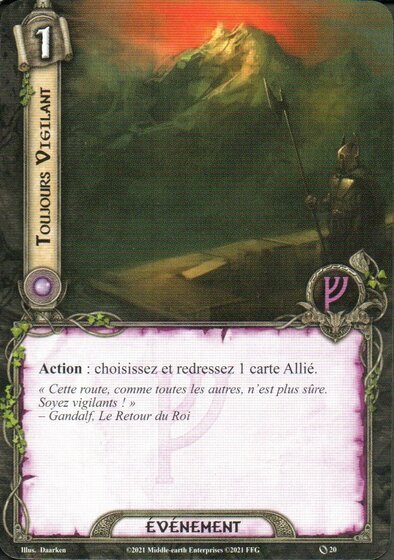 1
TOUJOURS VIGILANT
Action : choisissez et redressez 1 carte Allié.
« Cette route, comme toutes les autres, n'est plus sûre.
Soyez vigilants ! »
– Gandalf, Le Retour du Roi
ÉVÉNEMENT
Illus. Daarken
©2021 Middle-earth Enterprises ©2021 FFG
20